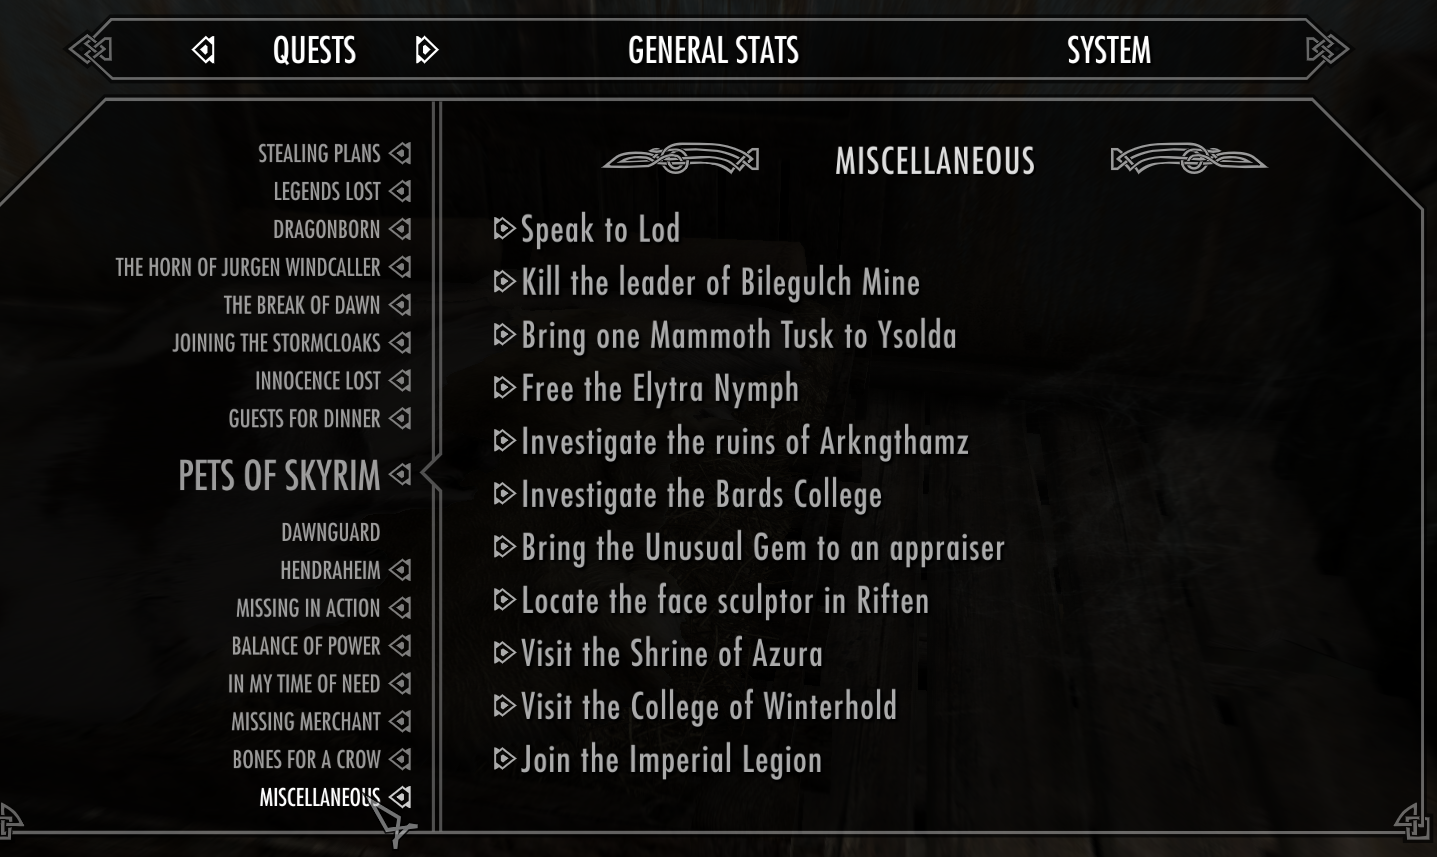 QUESTS
GENERAL STATS
SYSTEM
STEALING PLANS
LEGENDS LOST
DRAGONBORN
THE HORN OF JURGEN WINDCALLER
THE BREAK OF DAWN
JOINING THE STORMCLOAKS
INNOCENCE LOST
GUESTS FOR DINNER
PETS OF SKYRIM
DAWNGUARD
HENDRAHEIM
MISSING IN ACTION
BALANCE OF POWER
IN MY TIME OF NEED
MISSING MERCHANT
BONES FOR A CROW
MISCELLANEOUS
MISCELLANEOUS
Speak to Lod
Kill the leader of Bilegulch Mine
Bring one Mammoth Tusk to Ysolda
Free the Elytra Nymph
Investigate the ruins of Arkngthamz
Investigate the Bards College
Bring the Unusual Gem to an appraiser
Locate the face sculptor in Riften
Visit the Shrine of Azura
Visit the College of Winterhold
Join the Imperial Legion